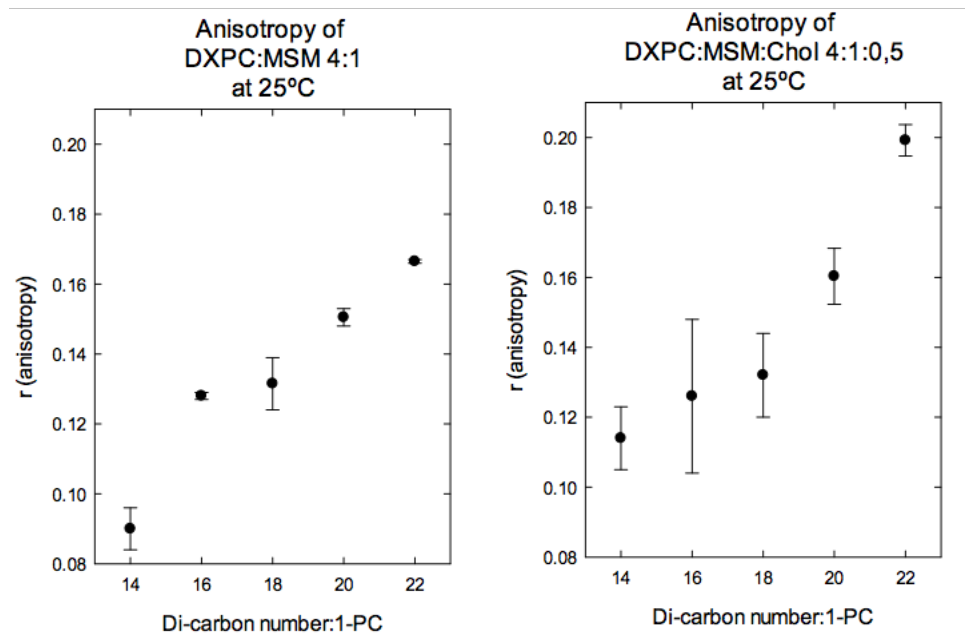 Anisotropy of
DXPC:MSM 4:1
at 25ºC
0.20
0.18
0.16
0.14
0.12
0.10
0.08
r (anisotropy)
14 16 18 20 22
Di-carbon number:1-PC
Anisotropy of
DXPC:MSM:Chol 4:1:0,5
at 25ºC
0.20
0.18
0.16
0.14
0.12
0.10
0.08
r (anisotropy)
14 16 18 20 22
Di-carbon number:1-PC